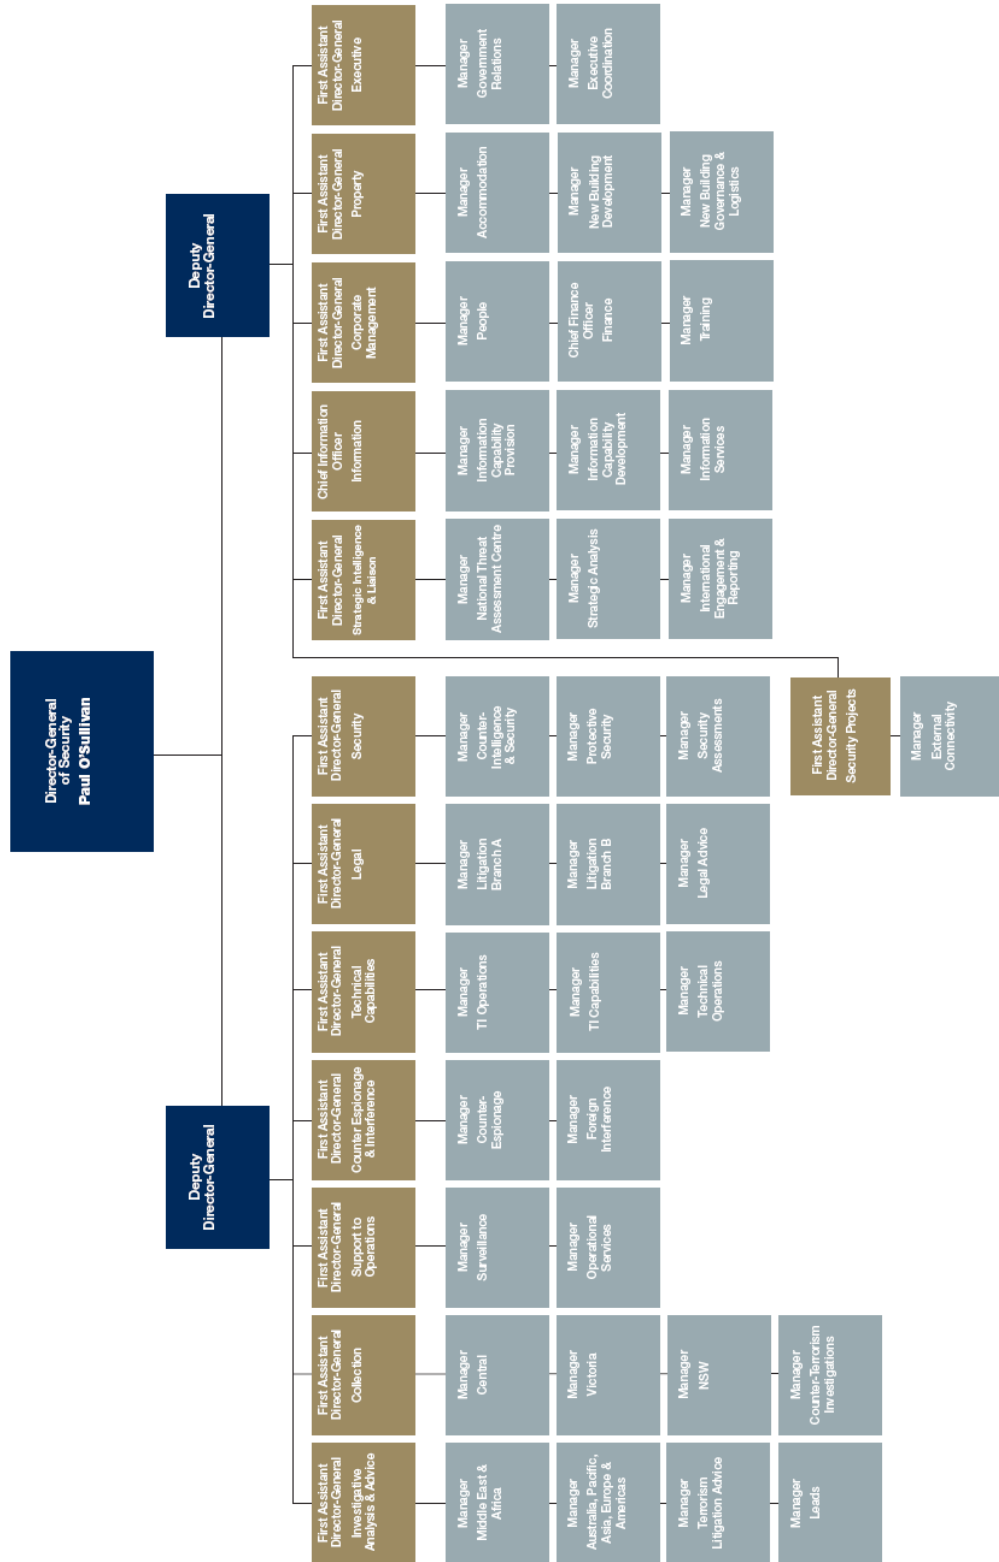 Director-General
of Security
Paul O'Sullivan
Deputy
Director-General
Deputy
Director-General
First Assistant
Director-General
Investigative
Analysis & Advice
Manager
Middle East &
Africa
Manager
Australia, Pacific,
Asia, Europe &
Americas
Manager
Terrorism
Litigation Advice
Manager
Leads
First Assistant
Director-General
Collection
Manager
Central
Manager
Victoria
Manager
NSW
Manager
Counter-Terrorism
Investigations
First Assistant
Director-General
Support to
Operations
Manager
Surveillance
Manager
Operational
Services
First Assistant
Director-General
Counter Espionage
& Interference
Manager
Counter-
Espionage
Manager
Foreign
Interference
First Assistant
Director-General
Technical
Capabilities
Manager
TI Operations
Manager
TI Capabilities
Manager
Technical
Operations
First Assistant
Director-General
Legal
Manager
Litigation
Branch A
Manager
Litigation
Branch B
Manager
Legal Advice
First Assistant
Director-General
Security
Manager
Counter-
Intelligence
& Security
Manager
Protective
Security
Manager
Security
Assessments
First Assistant
Director-General
Security Projects
Manager
External
Connectivity
First Assistant
Director-General
Strategic Intelligence
& Liaison
Manager
National Threat
Assessment Centre
Manager
Strategic Analysis
Manager
International
Engagement &
Reporting
Chief Information
Officer
Information
Manager
Information
Capability
Provision
Manager
Information
Capability
Development
Manager
Information
Services
First Assistant
Director-General
Corporate
Management
Manager
People
Chief Finance
Officer
Finance
Manager
Training
First Assistant
Director-General
Property
Manager
Accommodation
Manager
New Building
Development
Manager
New Building
Governance &
Logistics
First Assistant
Director-General
Executive
Manager
Government
Relations
Manager
Executive
Coordination